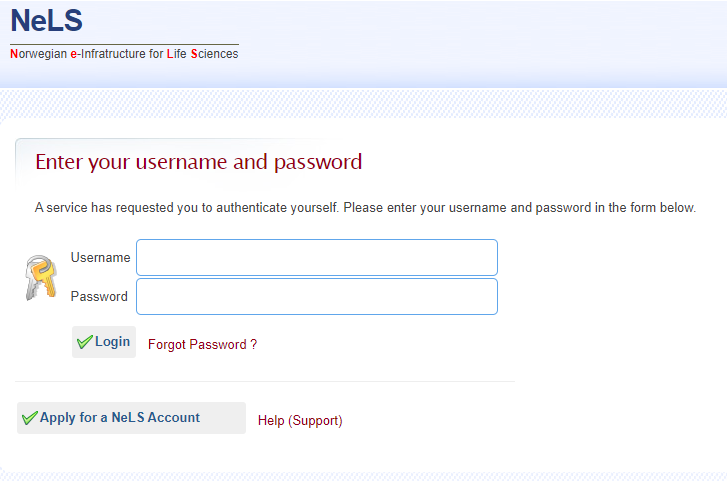 NeLS
Norwegian e-Infratructure for Life Sciences
Enter your username and password
A service has requested you to authenticate yourself. Please enter your username and password in the form below.
Username
Password
Login Forgot Password ?
Apply for a NeLS Account Help (Support)